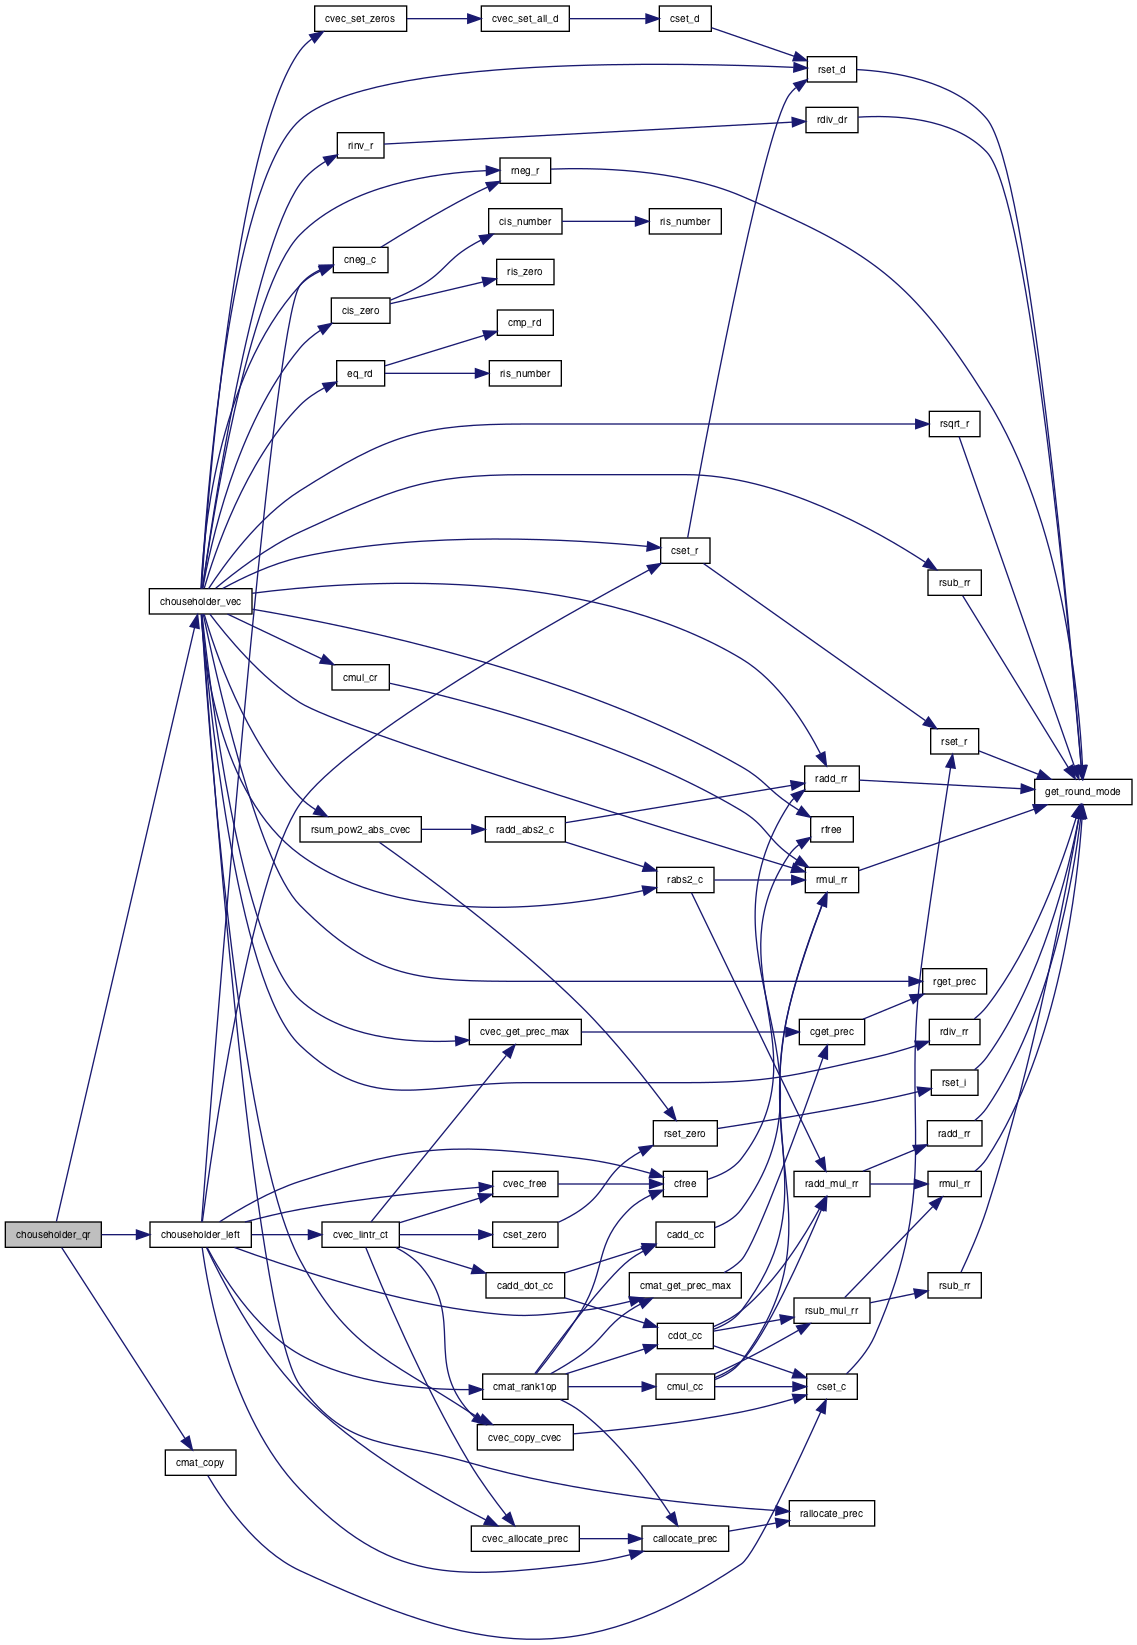 cvec_set_zeros
cvec_set_all_d
cset_d
rset_d
rdiv_dr
rinv_r
rneg_r
cis_number
ris_number
cneg_c
ris_zero
cis_zero
cmp_rd
eq_rd
ris_number
rsqrt_r
cset_r
rsub_rr
chouseholder_vec
cmul_cr
rset_r
radd_rr
get_round_mode
rsum_pow2_abs_cvec
radd_abs2_c
rfree
rabs2_c
rmul_rr
rget_prec
cvec_get_prec_max
cget_prec
rdiv_rr
rset_i
rset_zero
radd_rr
cvec_free
cfree
radd_mul_rr
rmul_rr
chouseholder_qr
chouseholder_left
cvec_lintr_ct
cset_zero
cadd_cc
cadd_dot_cc
cmat_get_prec_max
rsub_rr
rsub_mul_rr
cdot_cc
cmat_rank1op
cmul_cc
cset_c
cvec_copy_cvec
cmat_copy
rallocate_prec
cvec_allocate_prec
callocate_prec